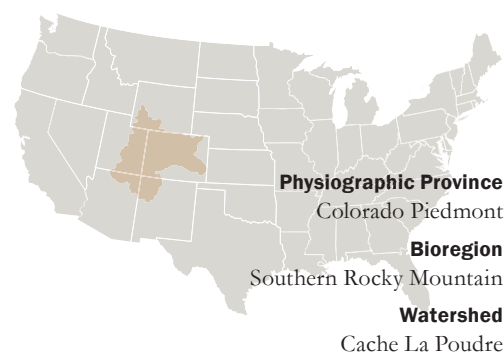 Physiographic Province
Colorado Piedmont
Bioregion
Southern Rocky Mountain
Watershed
Cache La Poudre